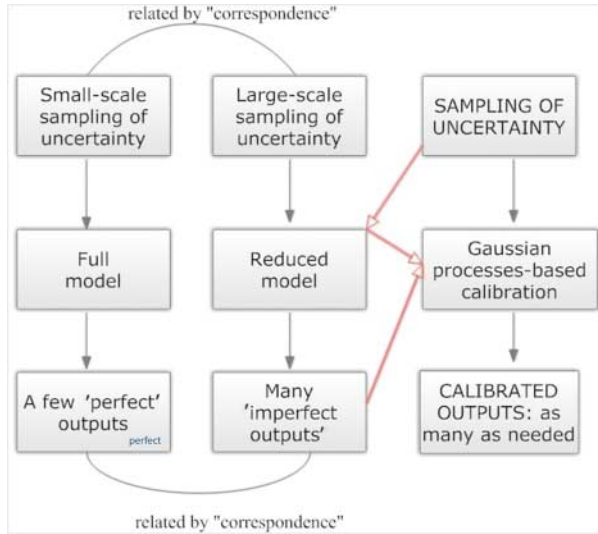 related by "correspondence"
Small-scale
sampling of
uncertainty
Large-scale
sampling of
uncertainty
SAMPLING OF
UNCERTAINTY
Full
model
Reduced
model
Gaussian
processes-based
calibration
A few 'perfect'
outputs
perfect
Many
'imperfect
outputs'
CALIBRATED
OUTPUTS: as
many as needed
related by "correspondence"